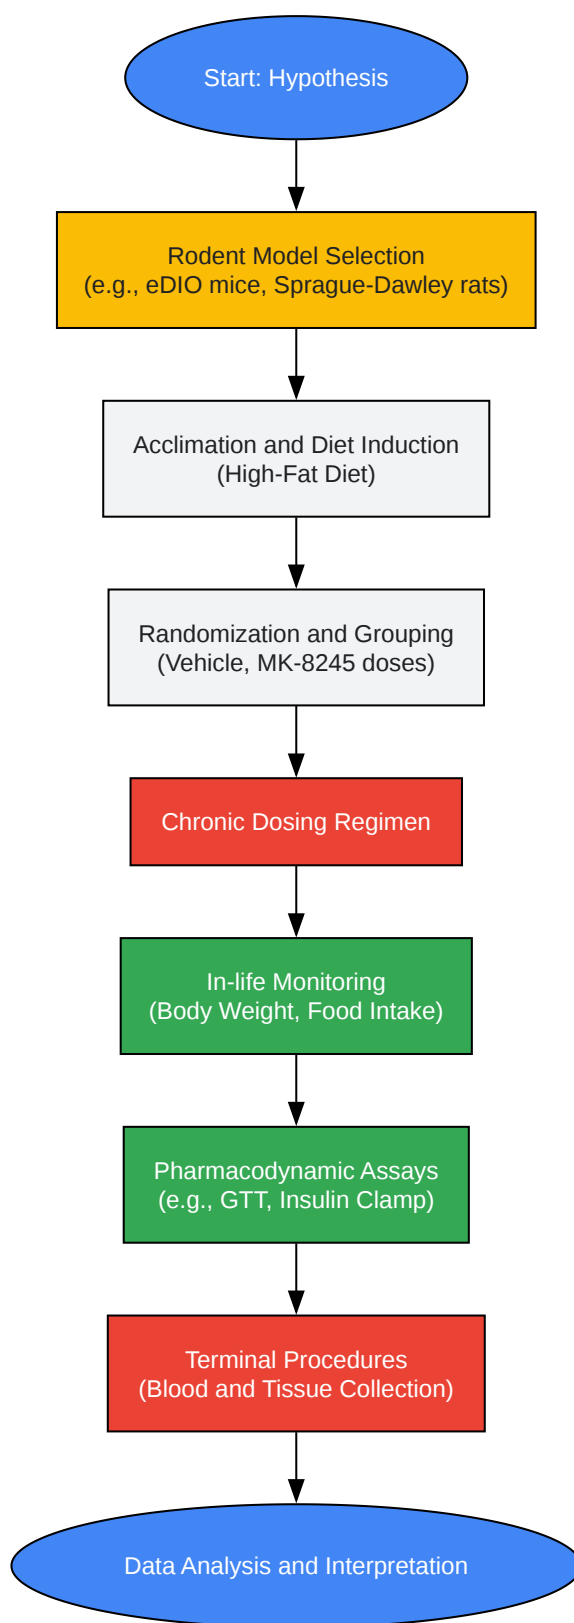 Start: Hypothesis
Rodent Model Selection
(e.g., eDIO mice, Sprague-Dawley rats)
Acclimation and Diet Induction
(High-Fat Diet)
Randomization and Grouping
(Vehicle, MK-8245 doses)
Chronic Dosing Regimen
In-life Monitoring
(Body Weight, Food Intake)
Pharmacodynamic Assays
(e.g., GTT, Insulin Clamp)
Terminal Procedures
(Blood and Tissue Collection)
Data Analysis and Interpretation